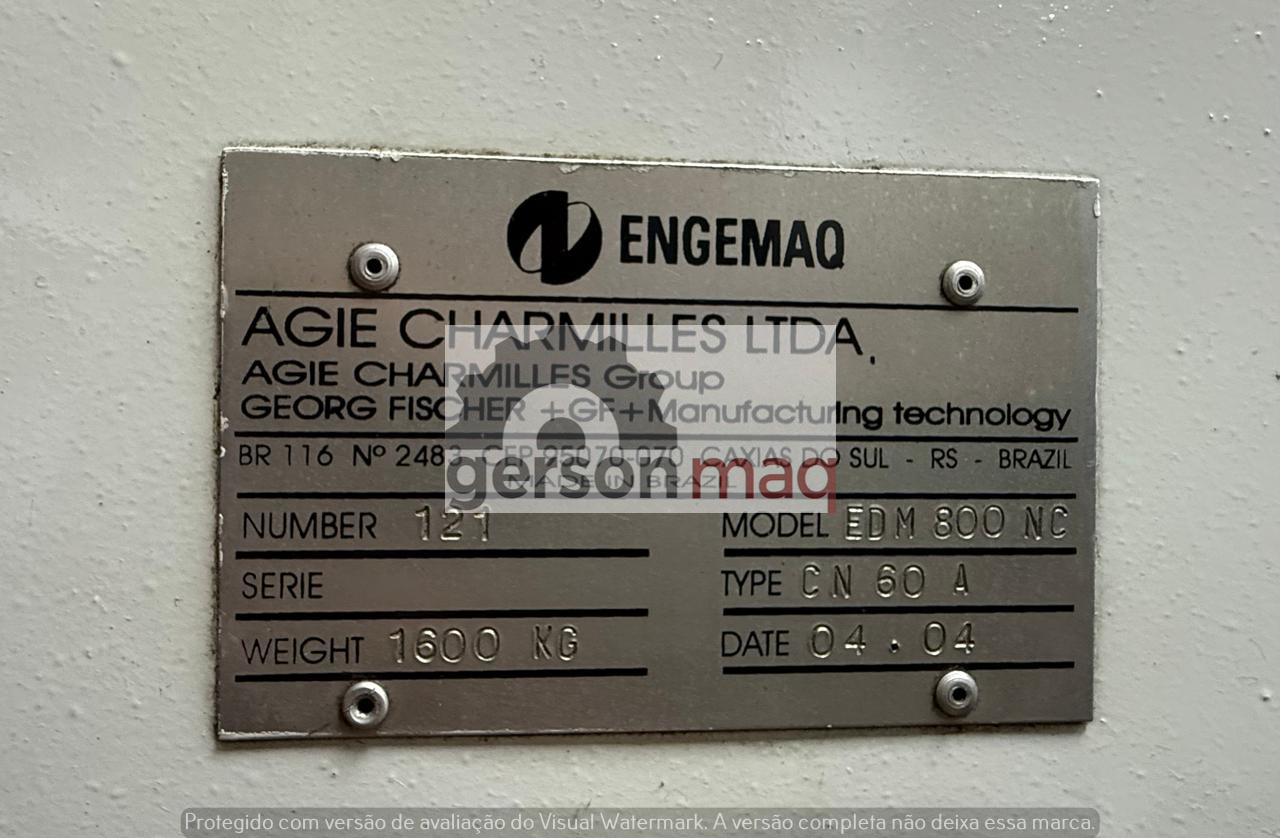 ENGEMAQ
AGIE CHARMILLES LTDA.
AGIE CHARMILLES Group
GEORG FISCHER +GF+ Manufacturing technology
BR 116 Nº 2483 CEP 95070-070 CAXIAS DO SUL - RS - BRAZIL
MADE IN BRAZIL
gersonmaq
NUMBER 121 MODEL EDM 800 NC
SERIE TYPE CN 60 A
WEIGHT 1600 KG DATE 04.04
Protegido com versão de avaliação do Visual Watermark. A versão completa não deixa essa marca.